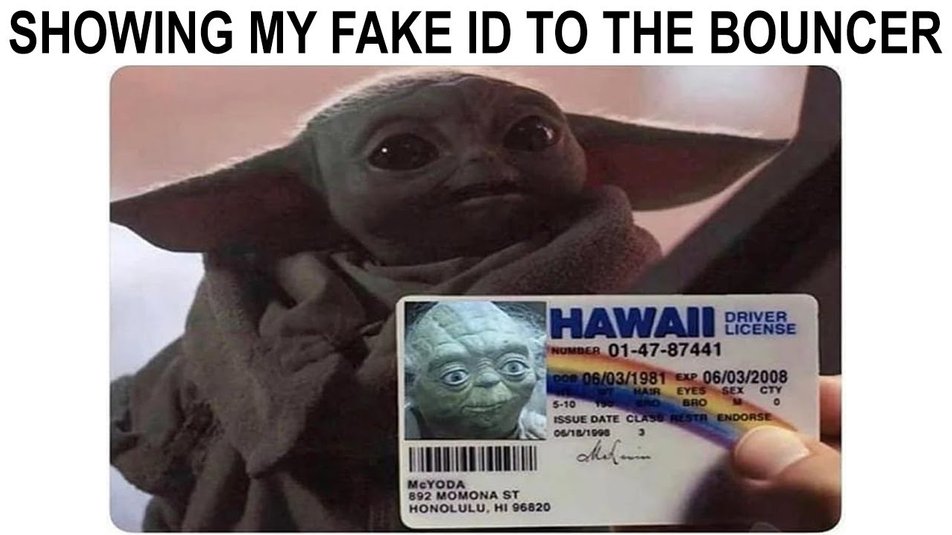 SHOWING MY FAKE ID TO THE BOUNCER
HAWAII DRIVER LICENSE
NUMBER 01-47-87441
DOB 06/03/1981 EXP 06/03/2008
HAIR EYES SEX CTY
5-10 BRO BRO M 0
ISSUE DATE CLASS RESTR ENDORSE
06/18/1998 3
McYODA
892 MOMONA ST
HONOLULU, HI 96820